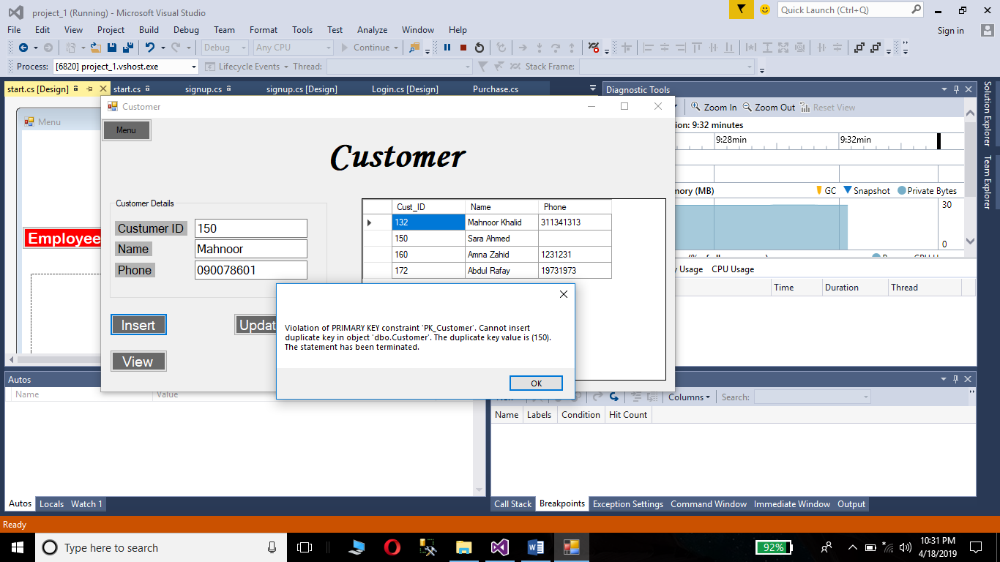 project_1 (Running) - Microsoft Visual Studio
Quick Launch (Ctrl+Q)
File Edit View Project Build Debug Team Format Tools Test Analyze Window Help
Sign in
Debug Any CPU Continue
Process: [6820] project_1.vshost.exe Lifecycle Events Thread: Stack Frame:
start.cs [Design] start.cs signup.cs signup.cs [Design] Login.cs [Design] Purchase.cs
Diagnostic Tools
Zoom In Zoom Out Reset View
9:32 minutes
9:28min 9:32min
(MB)
GC Snapshot Private Bytes
30
0
Usage CPU Usage
Time Duration Thread
Solution Explorer
Team Explorer
Menu
Employee
Customer
Menu
Customer
Customer Details
Custumer ID 150
Name Mahnoor
Phone 090078601
Insert
View
Cust_ID Name Phone
132 Mahnoor Khalid 311341313
150 Sara Ahmed
160 Amna Zahid 1231231
172 Abdul Rafay 19731973
Violation of PRIMARY KEY constraint 'PK_Customer'. Cannot insert
duplicate key in object 'dbo.Customer'. The duplicate key value is (150).
The statement has been terminated.
OK
Autos
Name Value
Columns Search:
Name Labels Condition Hit Count
Autos Locals Watch 1
Call Stack Breakpoints Exception Settings Command Window Immediate Window Output
Ready
Type here to search
92%
10:31 PM
4/18/2019